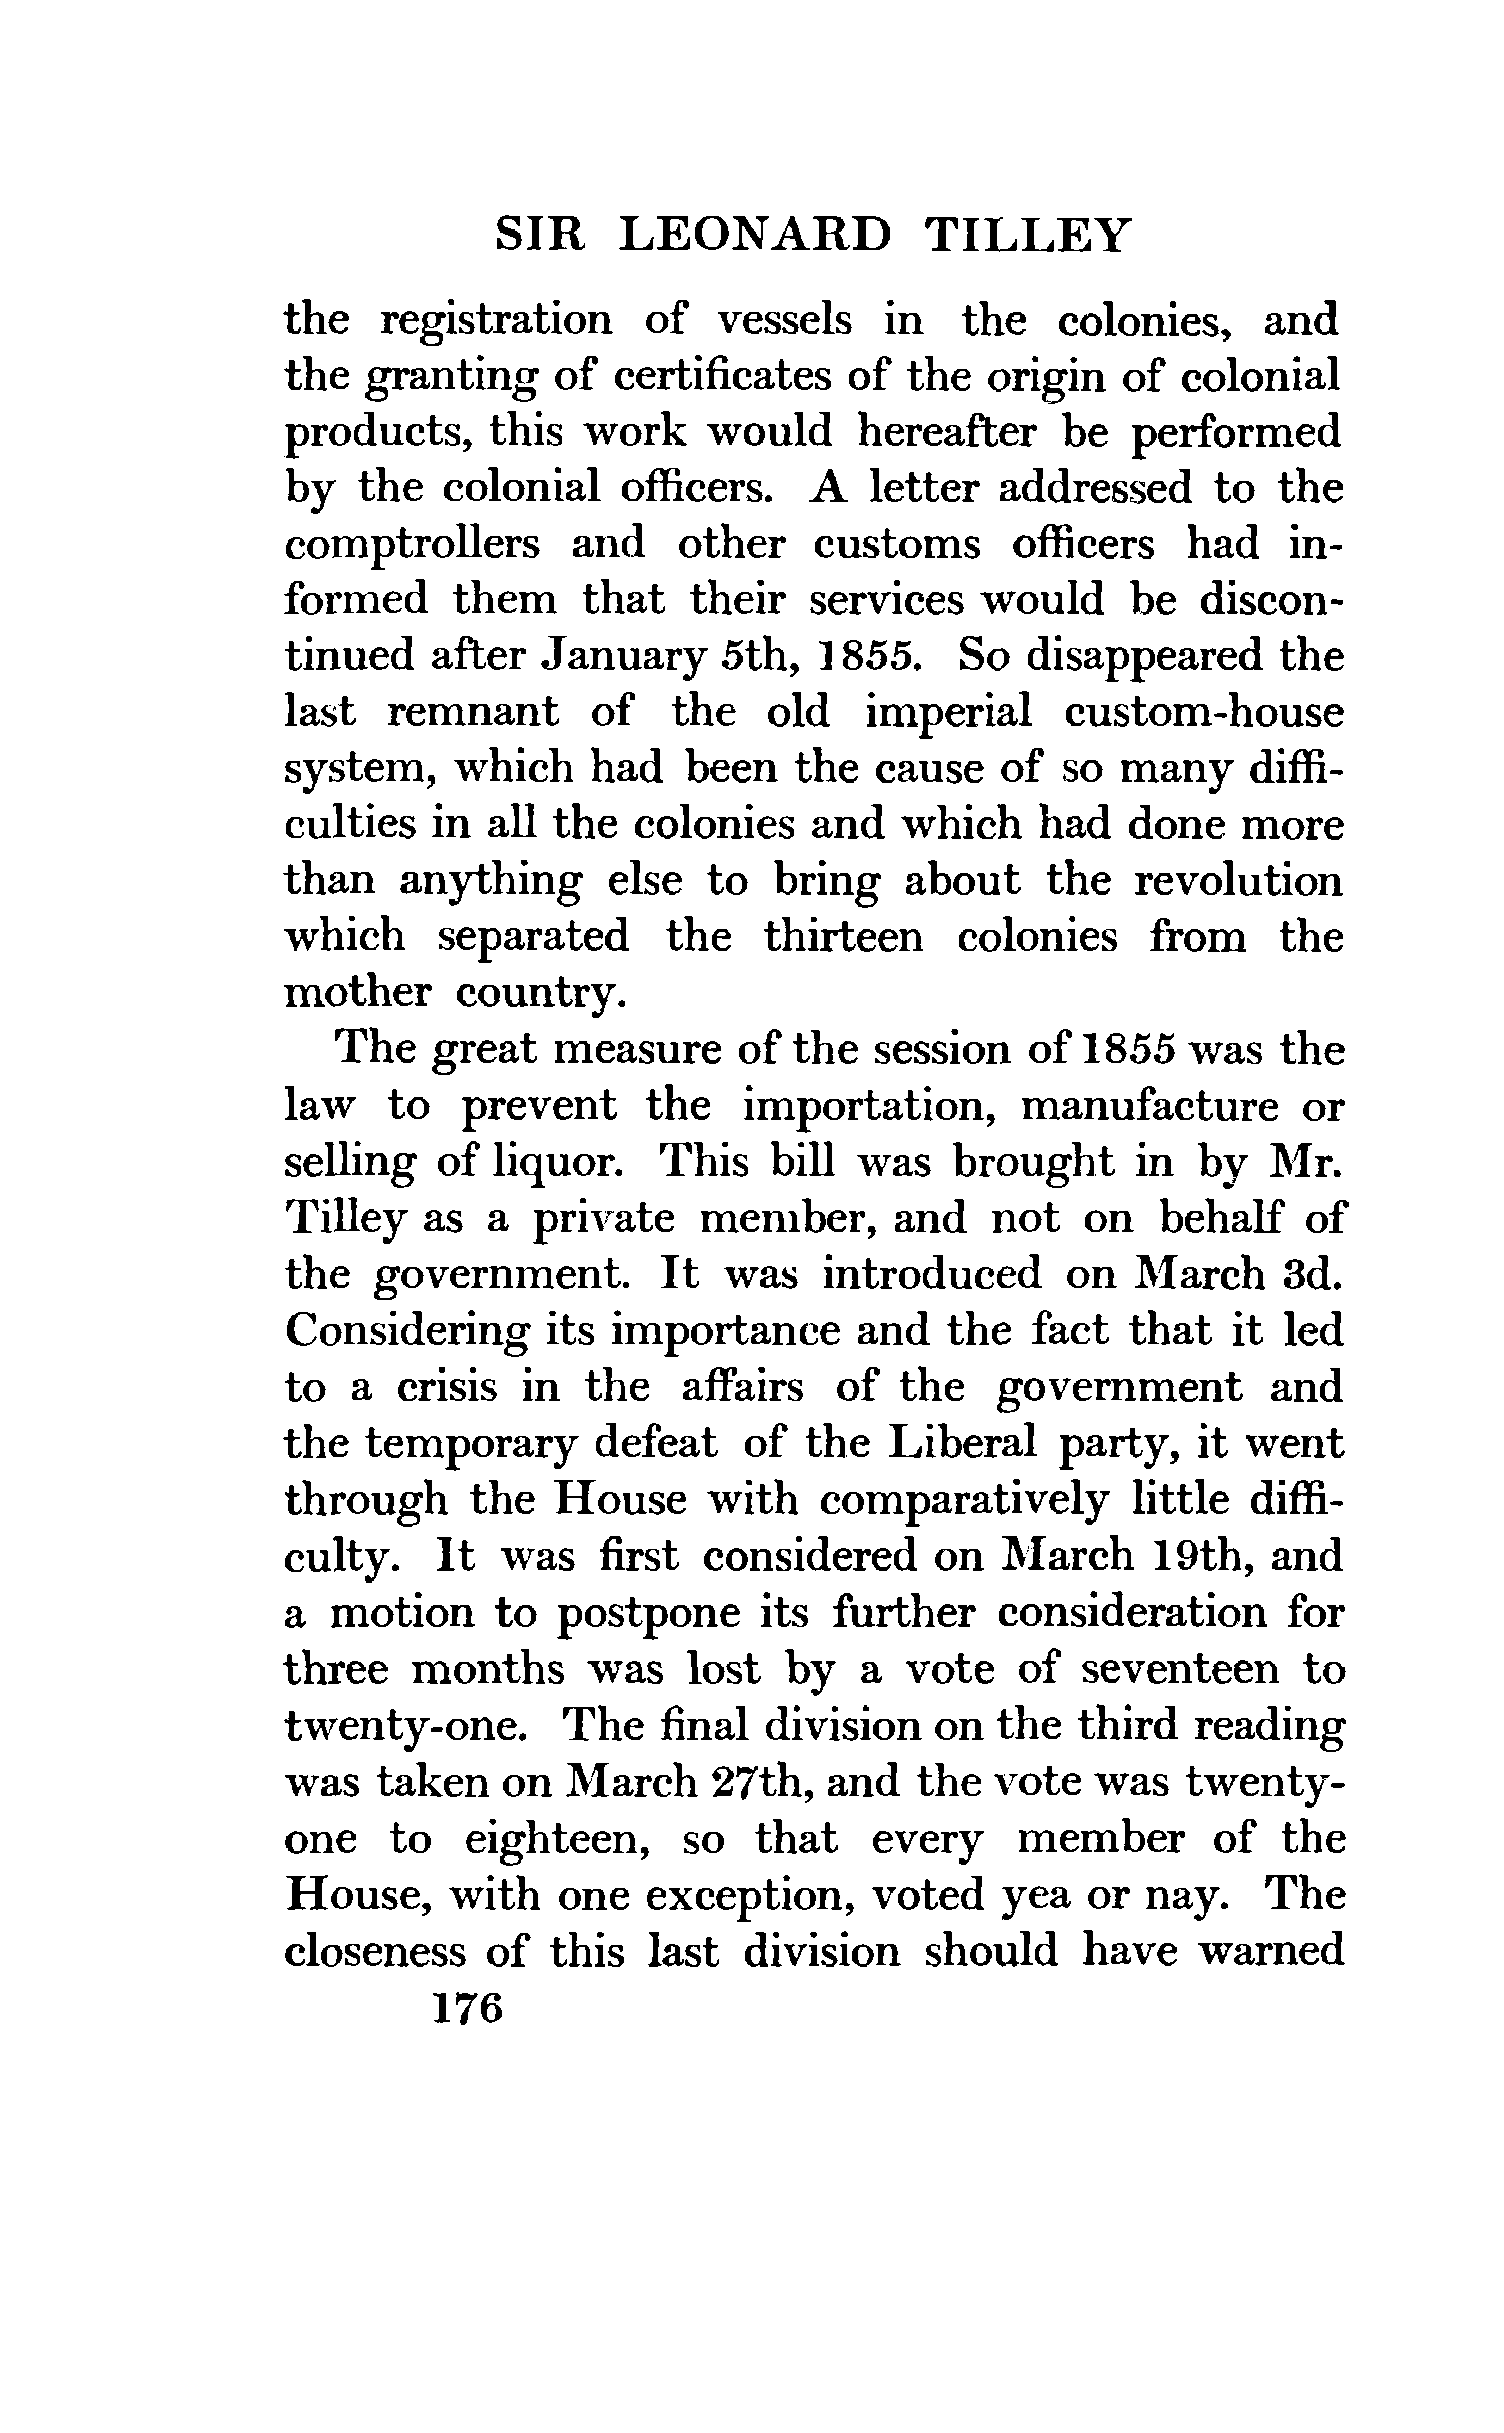 SIR LEONARD TILLEY
the registration of vessels in the colonies, and
the granting of certificates of the origin of colonial
products, this work would hereafter be performed
by the colonial officers. A letter addressed to the
comptrollers and other customs officers had in-
formed them that their services would be discon-
tinued after January 5th, 1855. So disappeared the
last remnant of the old imperial custom-house
system, which had been the cause of so many diffi-
culties in all the colonies and which had done more
than anything else to bring about the revolution
which separated the thirteen colonies from the
mother country.
The great measure of the session of 1855 was the
law to prevent the importation, manufacture or
selling of liquor. This bill was brought in by Mr.
Tilley as a private member, and not on behalf of
the government. It was introduced on March 3d.
Considering its importance and the fact that it led
to a crisis in the affairs of the government and
the temporary defeat of the Liberal party, it went
through the House with comparatively little diffi-
culty. It was first considered on March 19th, and
a motion to postpone its further consideration for
three months was lost by a vote of seventeen to
twenty-one. The final division on the third reading
was taken on March 27th, and the vote was twenty-
one to eighteen, so that every member of the
House, with one exception, voted yea or nay. The
closeness of this last division should have warned
176